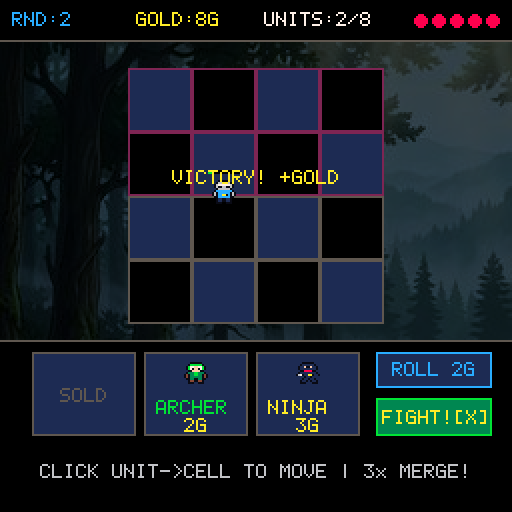 RND:2 GOLD:8G UNITS:2/8
VICTORY! +GOLD
SOLD
ARCHER
2G
NINJA
3G
ROLL 2G
FIGHT![X]
CLICK UNIT->CELL TO MOVE | 3x MERGE!